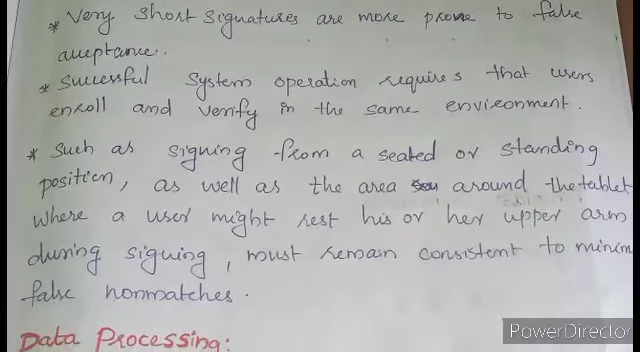 * Very short signatures are more prone to false
acceptance.
* Successful system operation requires that users
enroll and verify in the same environment.
* Such as signing from a seated or standing
position, as well as the area around the tablet
where a user might rest his or her upper arm
during signing, must remain consistent to minim
false nonmatches.
Data Processing:
PowerDirector